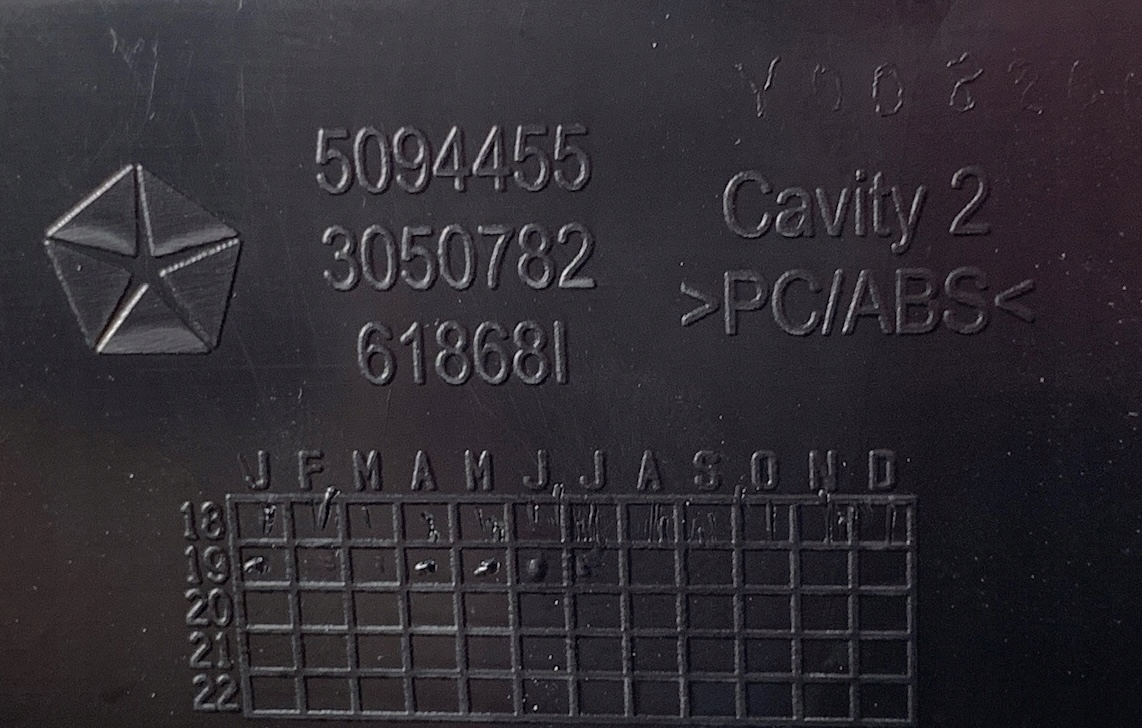 5094455
3050782
61868I
Cavity 2
>PC/ABS<
J F M A M J J A S O N D
18
19
20
21
22